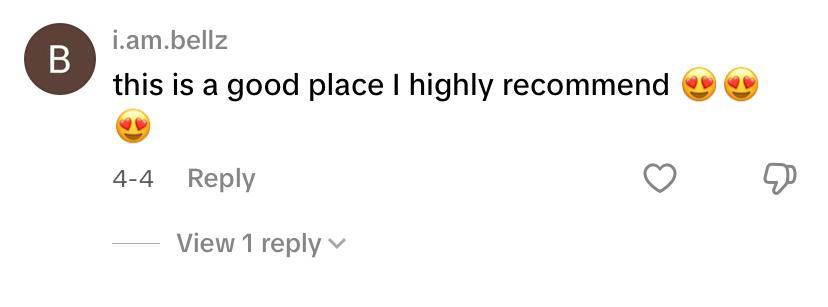 B
i.am.bellz
this is a good place I highly recommend 😍😍
😍
4-4 Reply
View 1 reply